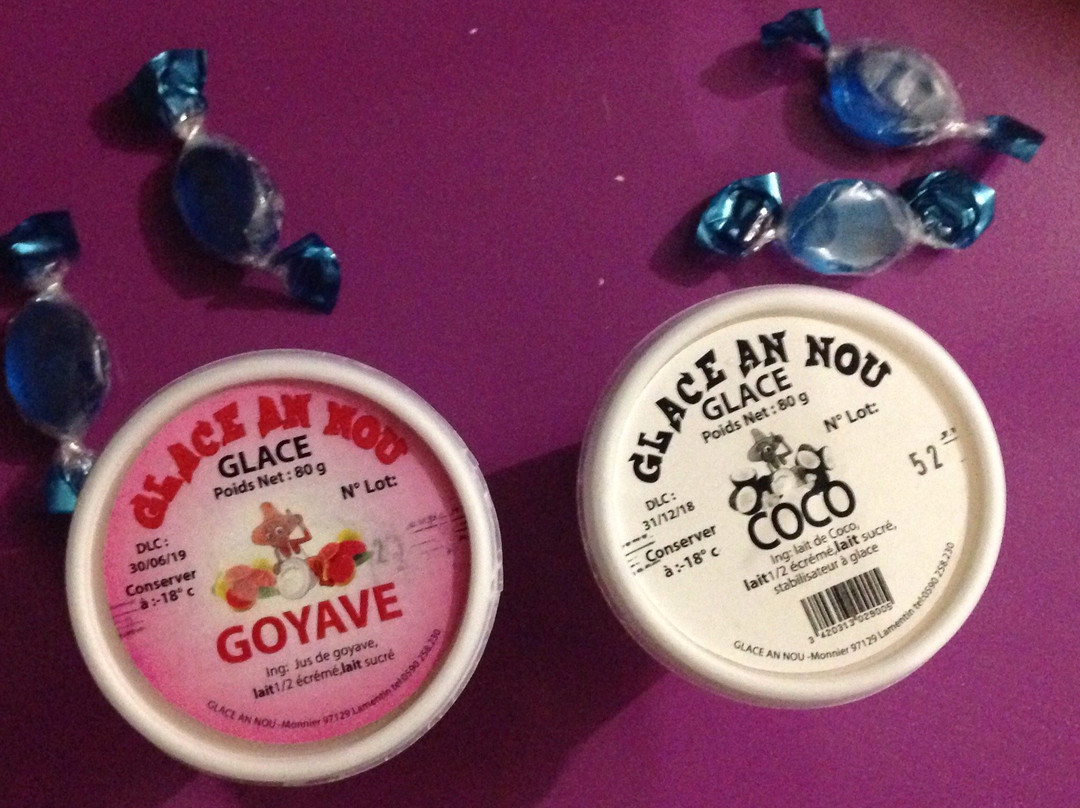 GLACE AN NOU
GLACE
Poids Net : 80 g
N° Lot:
DLC :
30/06/19
Conserver
à :-18° c
GOYAVE
Ing: Jus de goyave,
lait1/2 écrémé,lait sucré
GLACE AN NOU -Monnier 97129 Lamentin tel:0590 258.230
GLACE AN NOU
GLACE
Poids Net : 80 g
N° Lot:
52
DLC :
31/12/18
Conserver
à :-18° c
COCO
Ing: lait de Coco,
lait1/2 écrémé,lait sucré,
stabilisateur à glace
3 420313 028005
GLACE AN NOU -Monnier 97129 Lamentin tel:0590 258.230